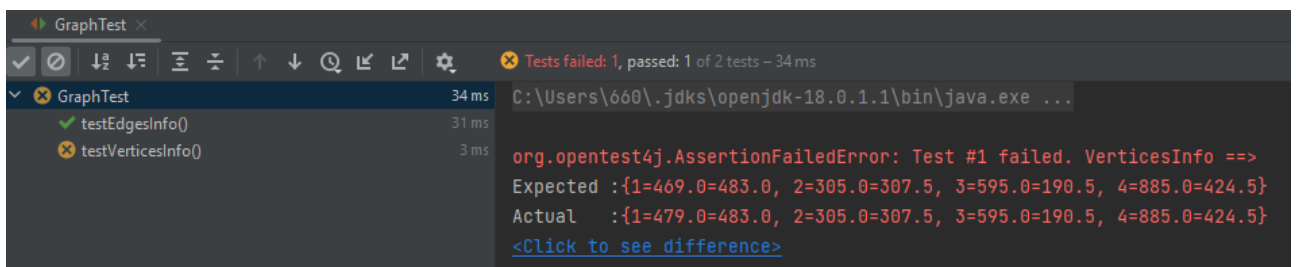 GraphTest
Tests failed: 1, passed: 1 of 2 tests – 34 ms
GraphTest 34 ms
testEdgesInfo() 31 ms
testVerticesInfo() 3 ms
C:\Users\660\.jdks\openjdk-18.0.1.1\bin\java.exe ...
org.opentest4j.AssertionFailedError: Test #1 failed. VerticesInfo ==>
Expected :{1=469.0=483.0, 2=305.0=307.5, 3=595.0=190.5, 4=885.0=424.5}
Actual   :{1=479.0=483.0, 2=305.0=307.5, 3=595.0=190.5, 4=885.0=424.5}
<Click to see difference>